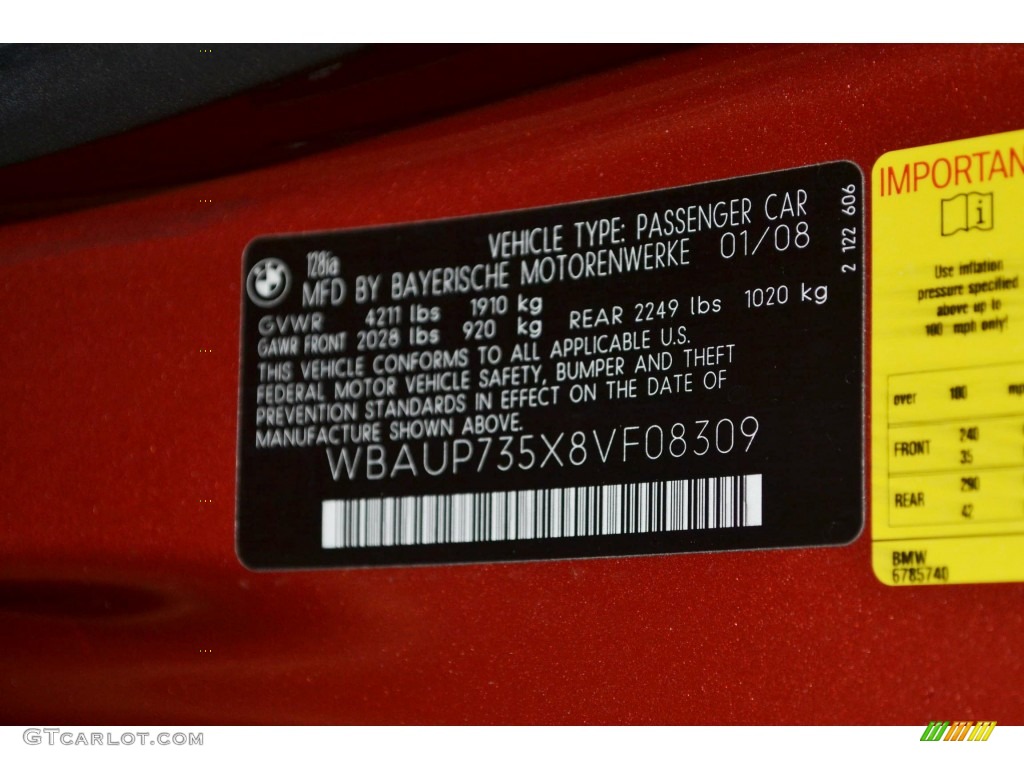 128ia VEHICLE TYPE: PASSENGER CAR
MFD BY BAYERISCHE MOTORENWERKE 01/08
GVWR 4211 lbs 1910 kg
GAWR FRONT 2028 lbs 920 kg REAR 2249 lbs 1020 kg
THIS VEHICLE CONFORMS TO ALL APPLICABLE U.S.
FEDERAL MOTOR VEHICLE SAFETY, BUMPER AND THEFT
PREVENTION STANDARDS IN EFFECT ON THE DATE OF
MANUFACTURE SHOWN ABOVE.
WBAUP735X8VF08309
2 122 606
IMPORTAN
Use inflation
pressure specified
above up to
100 mph only!
over 100
FRONT 240
35
REAR 290
42
BMW
6785740
GTcarlot.com